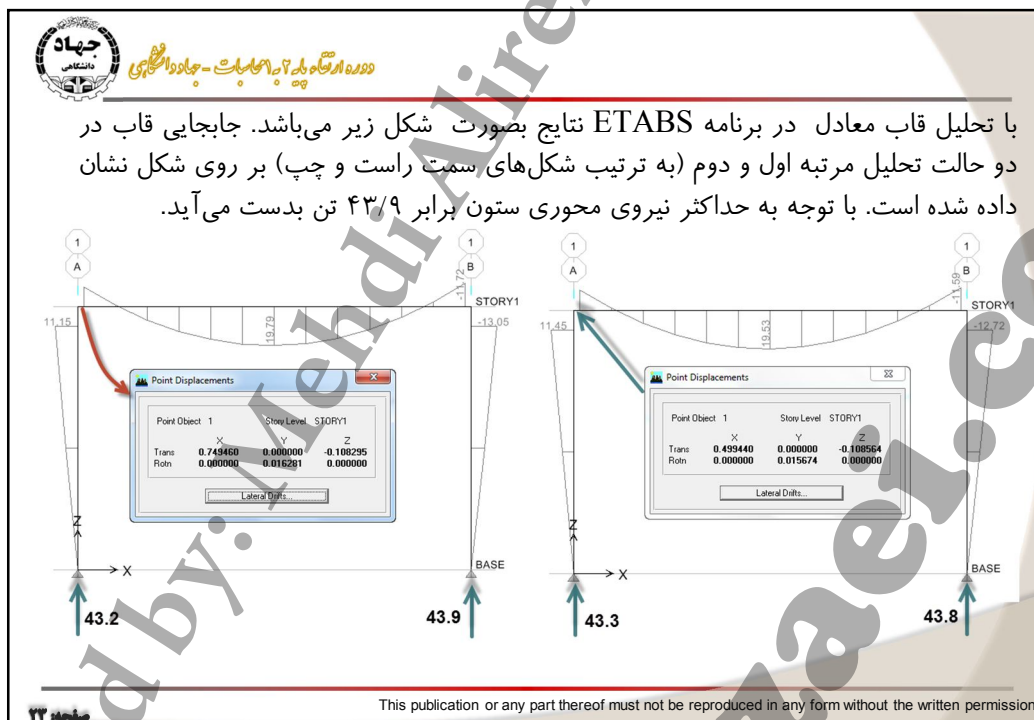 جهاد
دانشگاهی
دوره ارتقاء پایه ۲ به ۱ محاسبات - جهاد دانشگاهی
با تحلیل قاب معادل در برنامه ETABS نتایج بصورت شکل زیر می‌باشد. جابجایی قاب در
دو حالت تحلیل مرتبه اول و دوم (به ترتیب شکل‌های سمت راست و چپ) بر روی شکل نشان
داده شده است. با توجه به حداکثر نیروی محوری ستون برابر ۴۳/۹ تن بدست می‌آید.
1 1
A B
-11.72
STORY1
11.15 19.79 -13.05
Point Displacements
Point Object 1 Story Level STORY1
X Y Z
Trans 0.749460 0.000000 -0.108295
Rotn 0.000000 0.016281 0.000000
Lateral Drifts...
Z
X
BASE
43.2 43.9
1 1
A B
-11.59
STORY1
11.45 19.53 -12.72
Point Displacements
Point Object 1 Story Level STORY1
X Y Z
Trans 0.499440 0.000000 -0.108564
Rotn 0.000000 0.015674 0.000000
Lateral Drifts...
Z
X
BASE
43.3 43.8
This publication or any part thereof must not be reproduced in any form without the written permission
صفحه: ۲۳
d by: Mehdi Alire
zaei.c